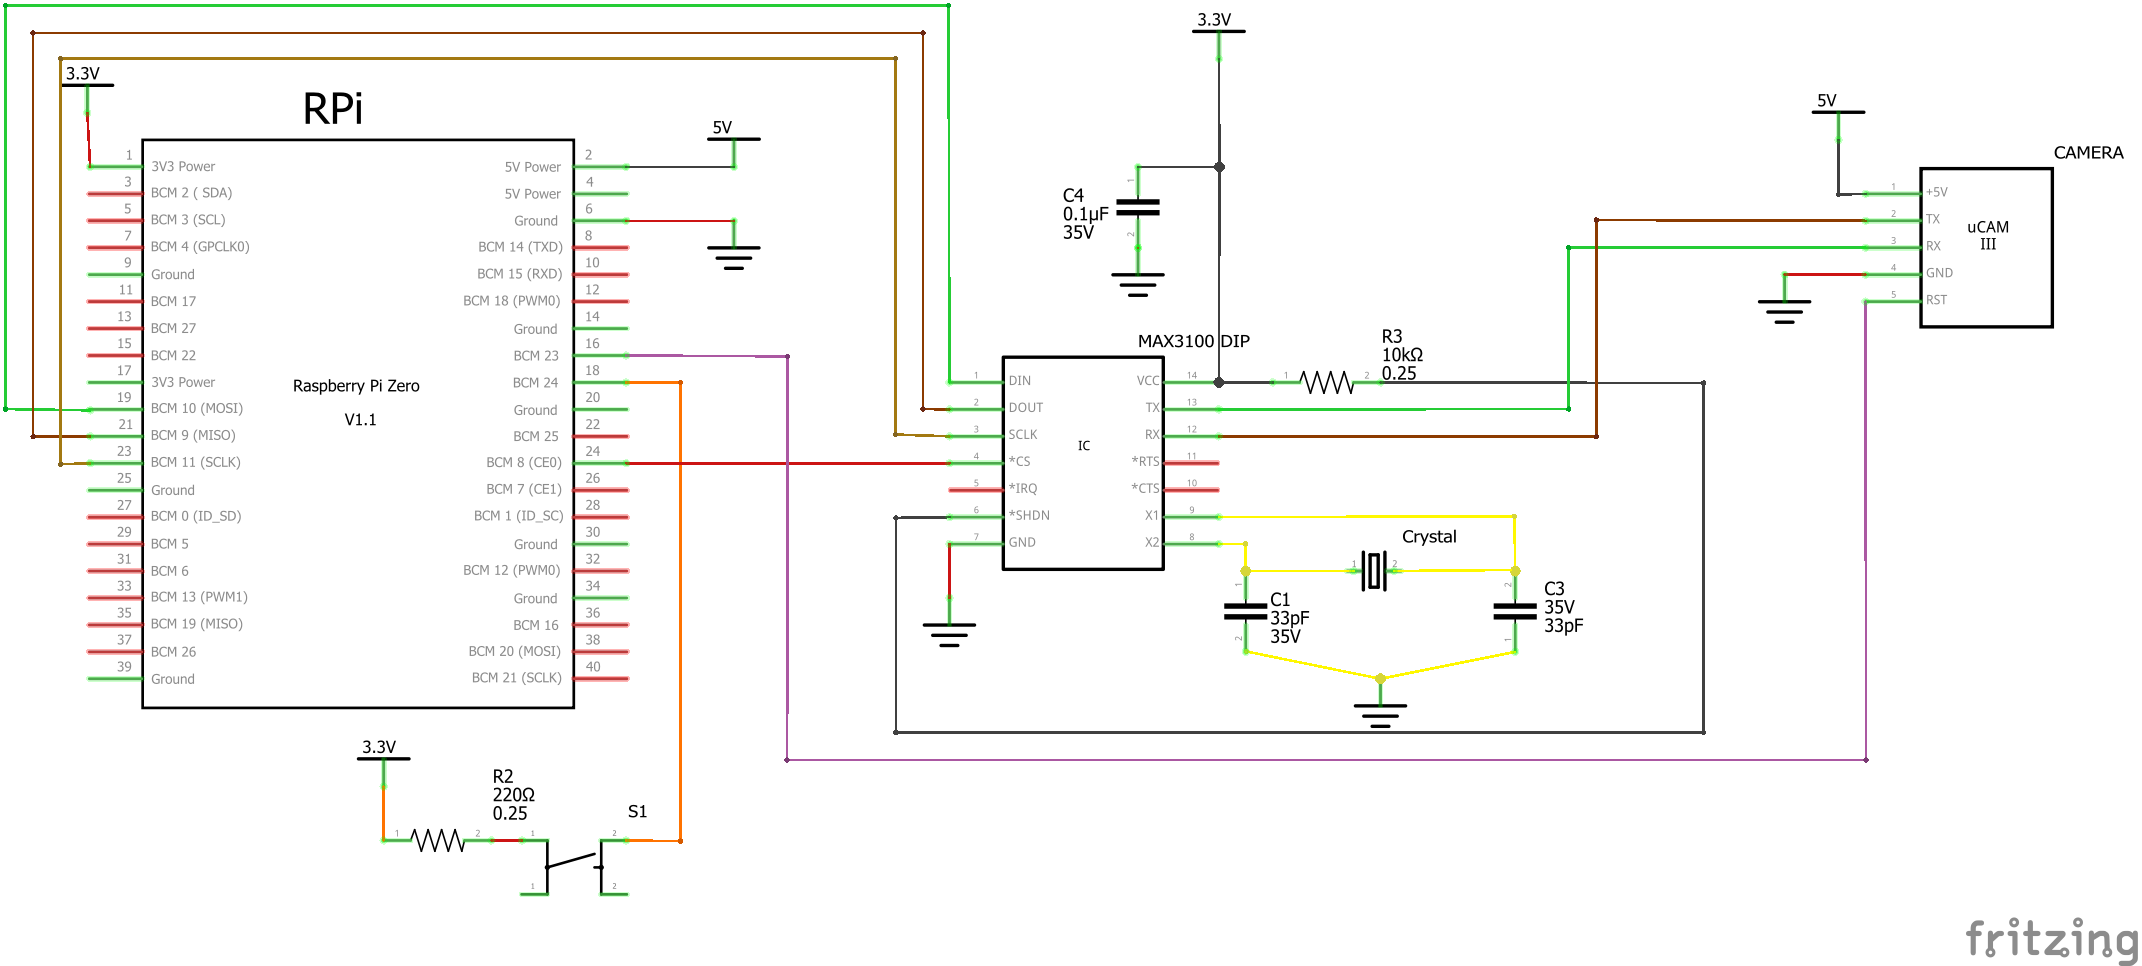 3.3V
RPi
1
3V3 Power
3
BCM 2 ( SDA)
5
BCM 3 (SCL)
7
BCM 4 (GPCLK0)
9
Ground
11
BCM 17
13
BCM 27
15
BCM 22
17
3V3 Power
19
BCM 10 (MOSI)
21
BCM 9 (MISO)
23
BCM 11 (SCLK)
25
Ground
27
BCM 0 (ID_SD)
29
BCM 5
31
BCM 6
33
BCM 13 (PWM1)
35
BCM 19 (MISO)
37
BCM 26
39
Ground
Raspberry Pi Zero
V1.1
2
5V Power
4
5V Power
6
Ground
8
BCM 14 (TXD)
10
BCM 15 (RXD)
12
BCM 18 (PWM0)
14
Ground
16
BCM 23
18
BCM 24
20
Ground
22
BCM 25
24
BCM 8 (CE0)
26
BCM 7 (CE1)
28
BCM 1 (ID_SC)
30
Ground
32
BCM 12 (PWM0)
34
Ground
36
BCM 16
38
BCM 20 (MOSI)
40
BCM 21 (SCLK)
5V
3.3V
R2
220Ω
0.25
1
2
S1
1
2
1
2
3.3V
C4
0.1µF
35V
1
2
MAX3100 DIP
IC
1
DIN
2
DOUT
3
SCLK
4
*CS
5
*IRQ
6
*SHDN
7
GND
VCC
14
TX
13
RX
12
*RTS
11
*CTS
10
X1
9
X2
8
R3
10kΩ
0.25
1
2
Crystal
1
2
C1
33pF
35V
1
2
C3
35V
33pF
2
1
5V
CAMERA
uCAM
III
1
+5V
2
TX
3
RX
4
GND
5
RST
fritzing